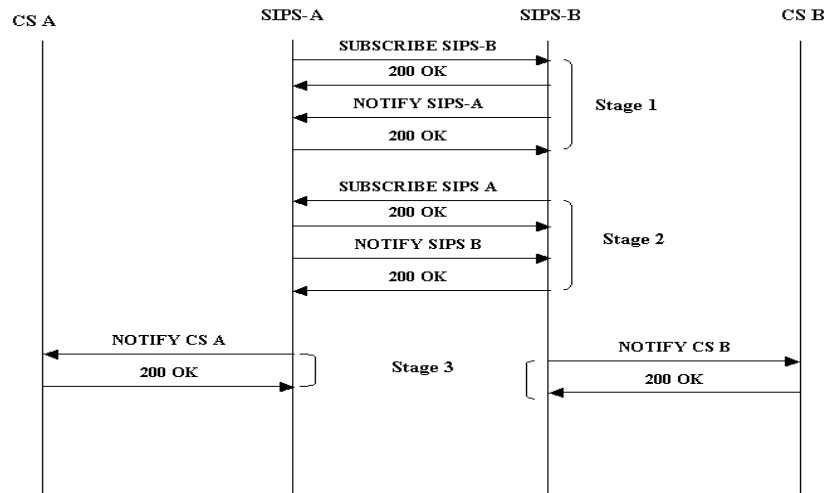 CS A
SIPS-A
SIPS-B
CS B
SUBSCRIBE SIPS-B
200 OK
NOTIFY SIPS-A
Stage 1
200 OK
SUBSCRIBE SIPS A
200 OK
NOTIFY SIPS B
Stage 2
200 OK
NOTIFY CS A
200 OK
Stage 3
NOTIFY CS B
200 OK